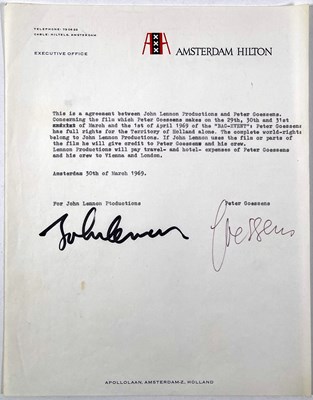 TELEPHONE: 73 18 22
CABLE: HILTELS, AMSTERDAM
EXECUTIVE OFFICE
AMSTERDAM HILTON
This is a agreement between John Lennon Productions and Peter Goessens.
Concerning the film which Peter Goessens makes on the 29th, 30th and 31st
of March and the 1st of April 1969 of the "BAG-EVENT": Peter Goessens
has full rights for the Territory of Holland alone. The complete world-rights
belong to John Lennon Productions. If John Lennon uses the film or parts
of the film he will give credit to Peter Goessens and his crew.
Lennon Productions will pay travel- and hotel- expenses of Peter Goessens
and his crew to Vienna and London.
Amsterdam 30th of March 1969.
For John Lennon Productions
Peter Goessens
John Lennon
Goessens
APOLLOLAAN, AMSTERDAM-Z, HOLLAND